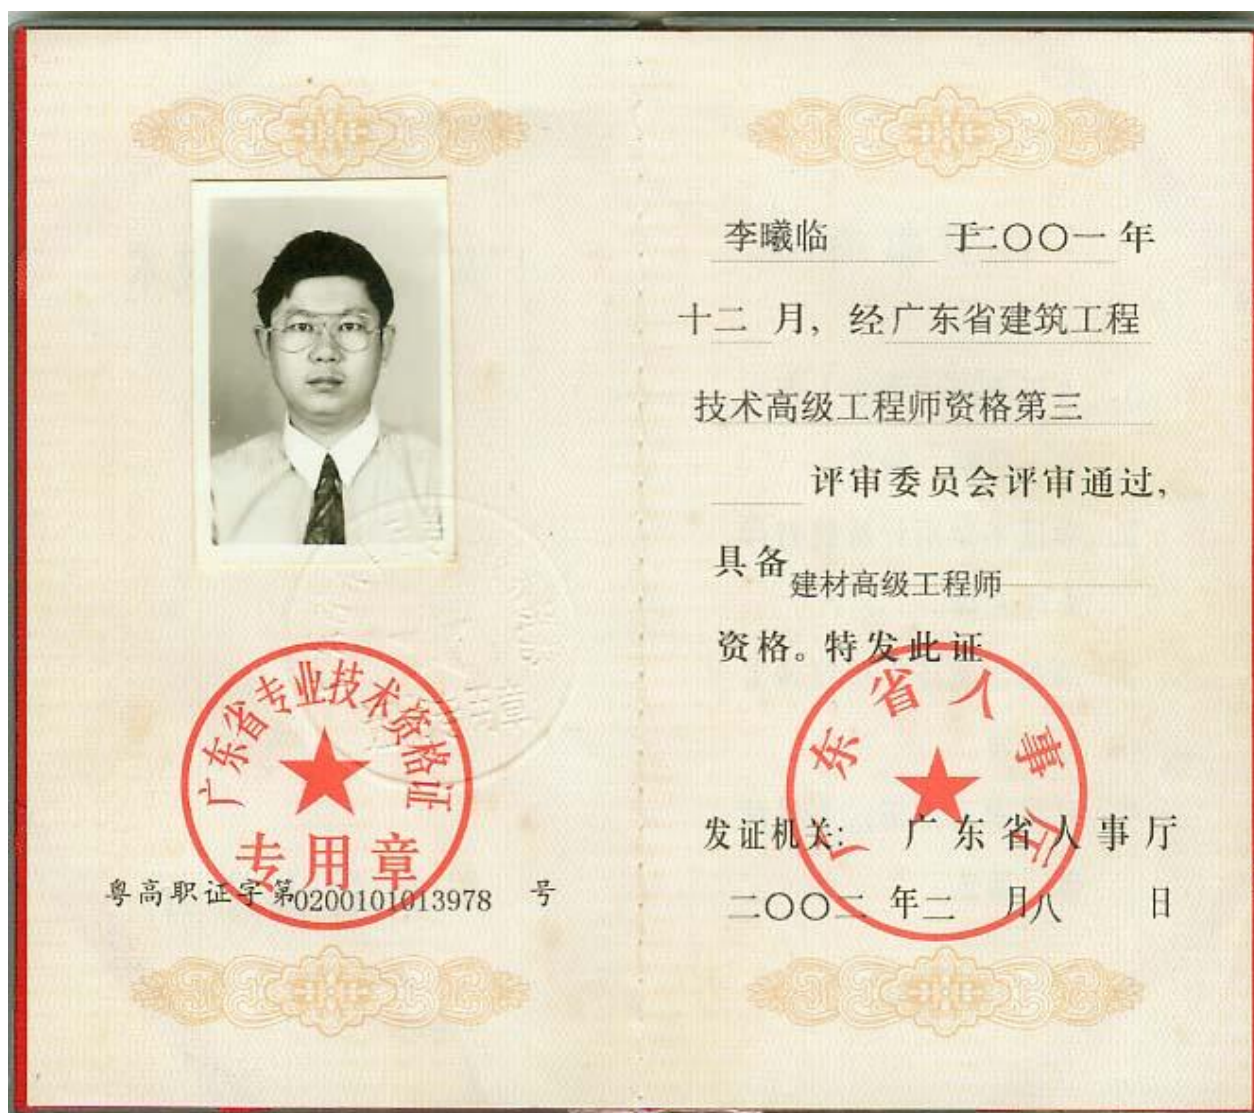 广东省专业技术资格证
专用章
粤高职证字第0200101013978 号
李曦临 于二〇〇一年
十二 月，经广东省建筑工程
技术高级工程师资格第三
评审委员会评审通过，
具备建材高级工程师
资格。特发此证
广东省人事厅
发证机关： 广东省人事厅
二〇〇二 年二 月八 日